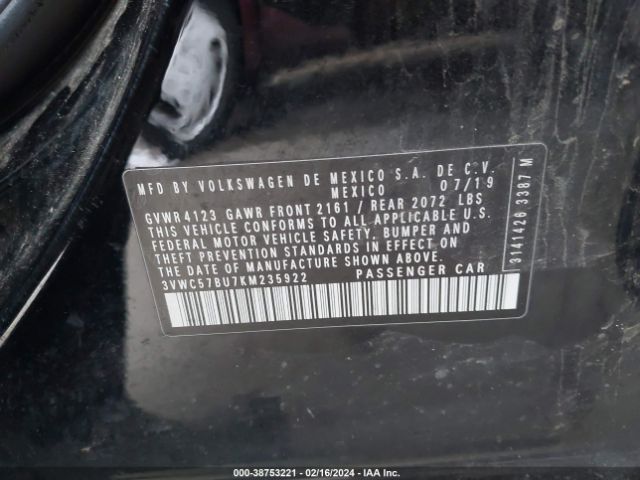 MFD BY VOLKSWAGEN DE MEXICO S.A. DE C.V.
MEXICO 07/19
GVWR 4123 GAWR FRONT 2161 / REAR 2072 LBS
THIS VEHICLE CONFORMS TO ALL APPLICABLE U.S.
FEDERAL MOTOR VEHICLE SAFETY, BUMPER AND
THEFT PREVENTION STANDARDS IN EFFECT ON
THE DATE OF MANUFACTURE SHOWN ABOVE.
3VWC57BU7KM235922 PASSENGER CAR
3141426 338.7 M
000-38753221 - 02/16/2024 - IAA Inc.